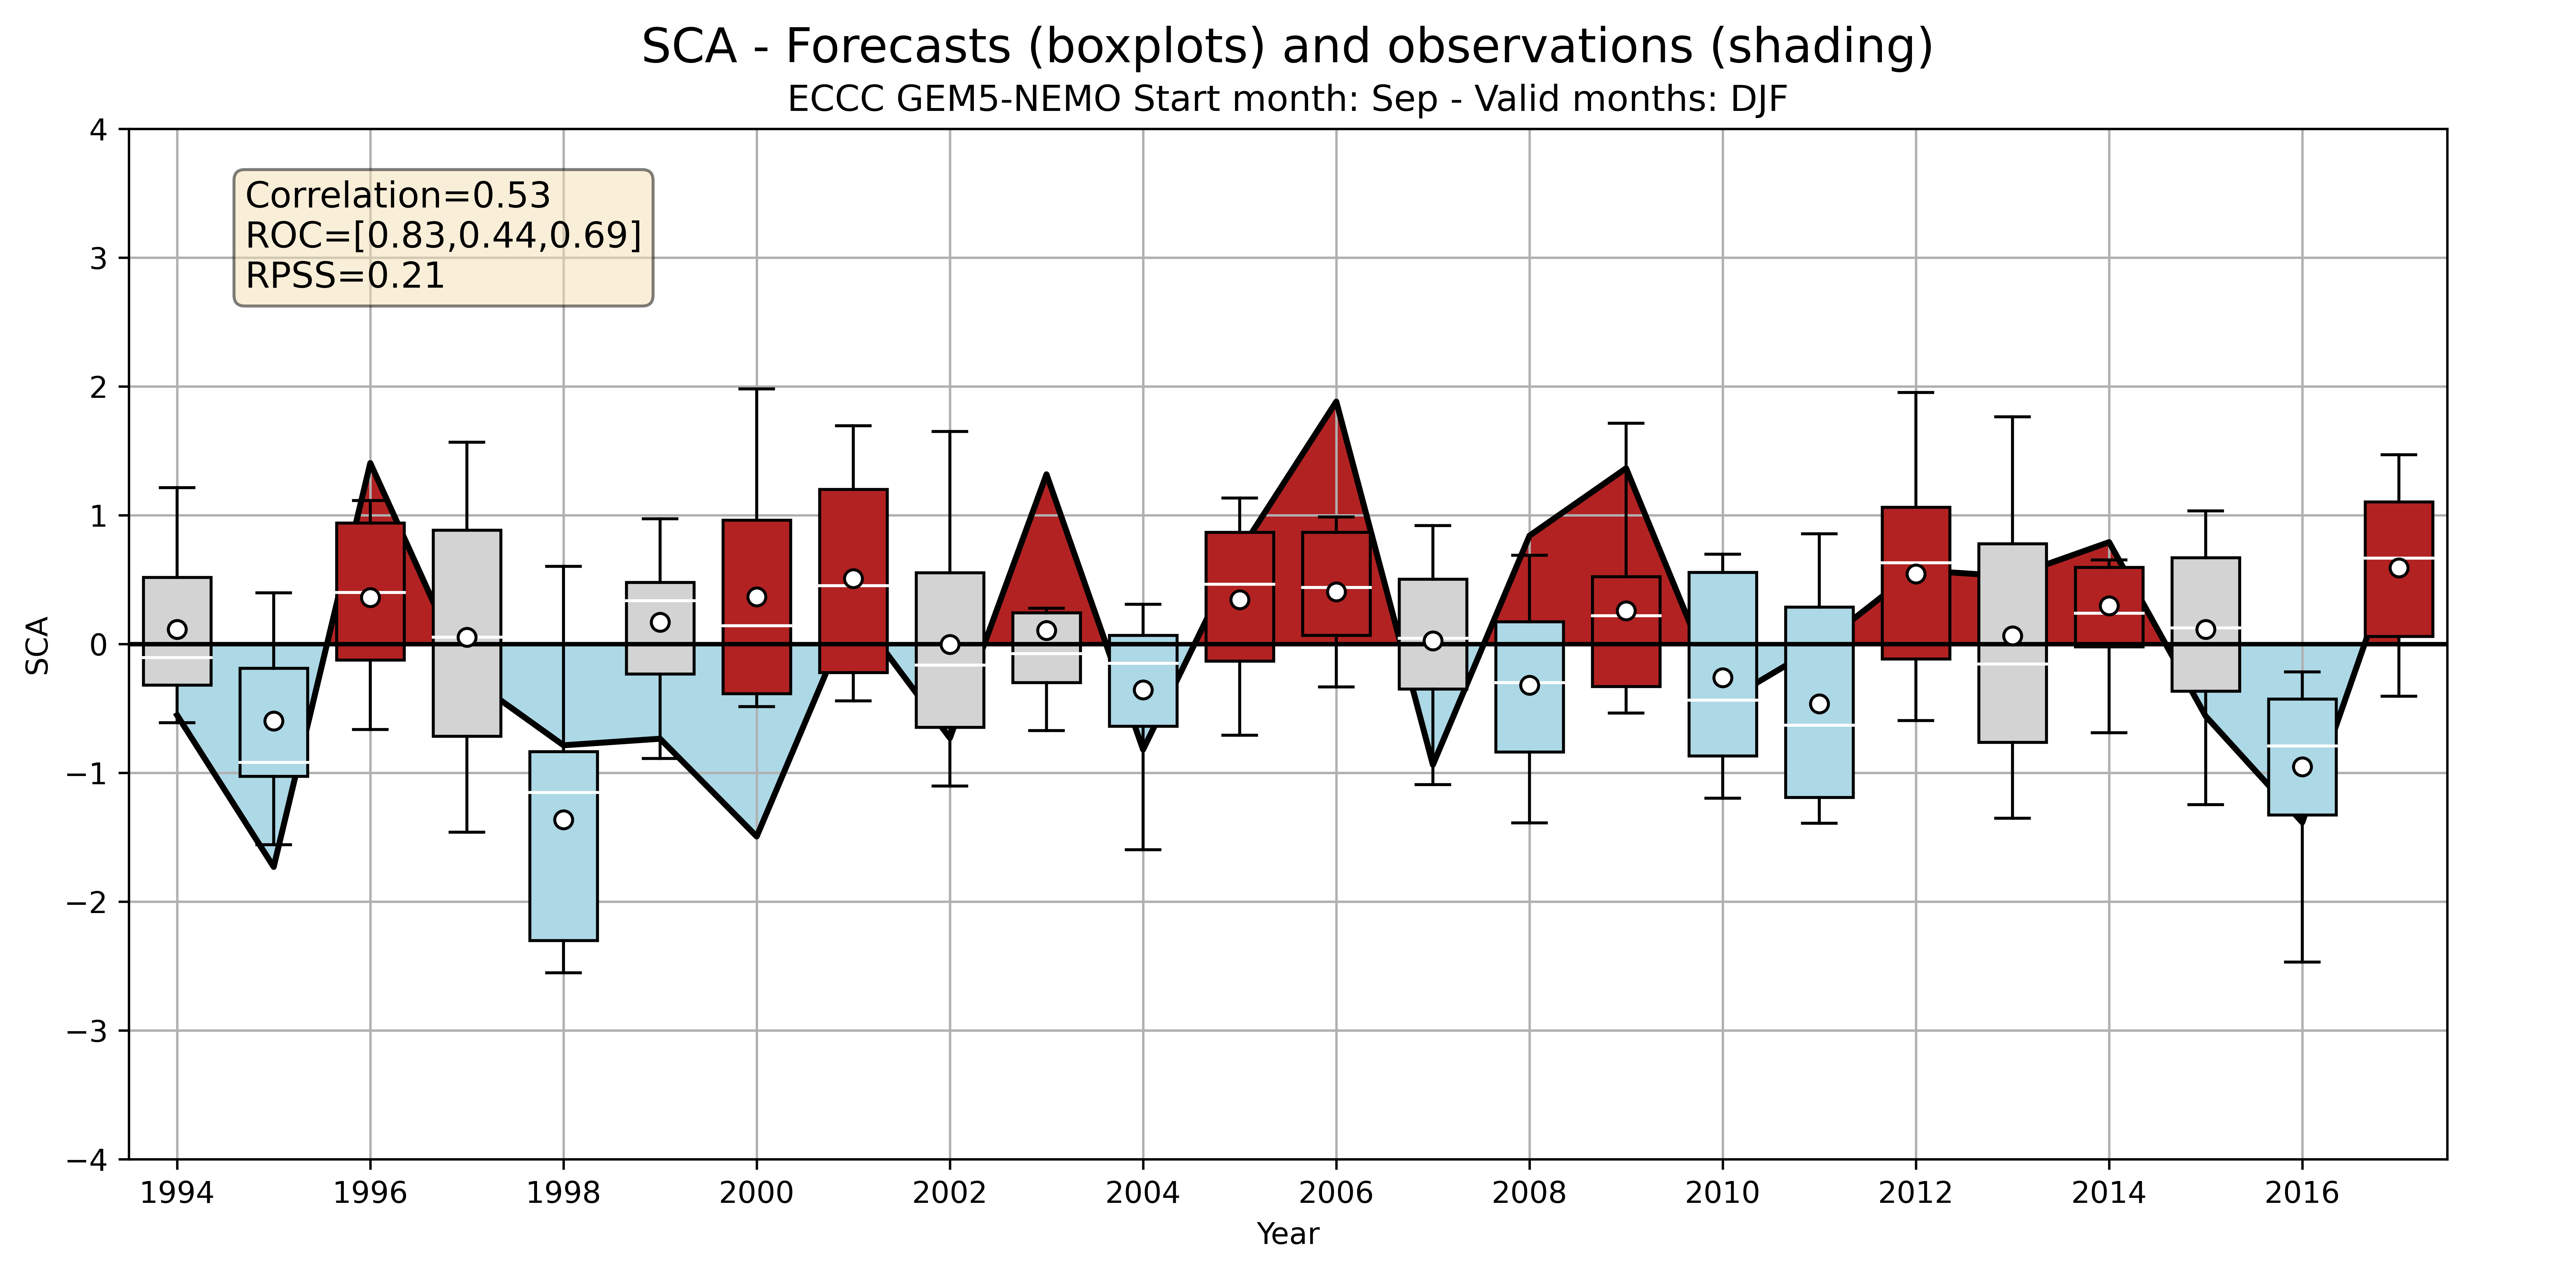 SCA - Forecasts (boxplots) and observations (shading)
ECCC GEM5-NEMO Start month: Sep - Valid months: DJF
Correlation=0.53
ROC=[0.83,0.44,0.69]
RPSS=0.21
SCA
4
3
2
1
0
−1
−2
−3
−4
1994 1996 1998 2000 2002 2004 2006 2008 2010 2012 2014 2016
Year